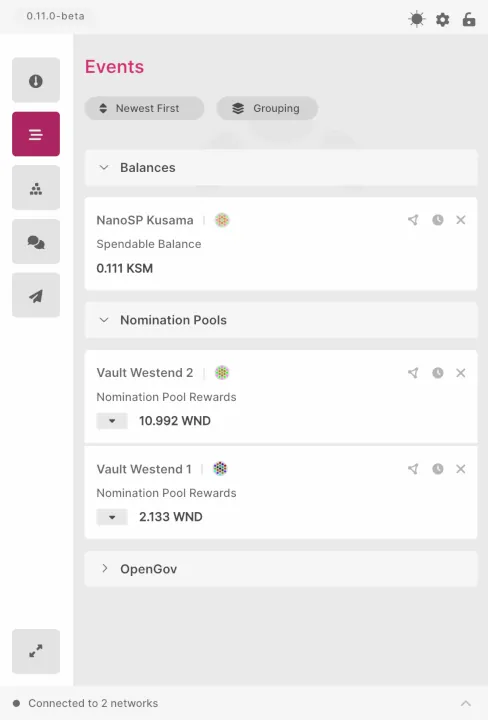 0.11.0-beta
Events
Newest First
Grouping
Balances
NanoSP Kusama
Spendable Balance
0.111 KSM
Nomination Pools
Vault Westend 2
Nomination Pool Rewards
10.992 WND
Vault Westend 1
Nomination Pool Rewards
2.133 WND
OpenGov
Connected to 2 networks